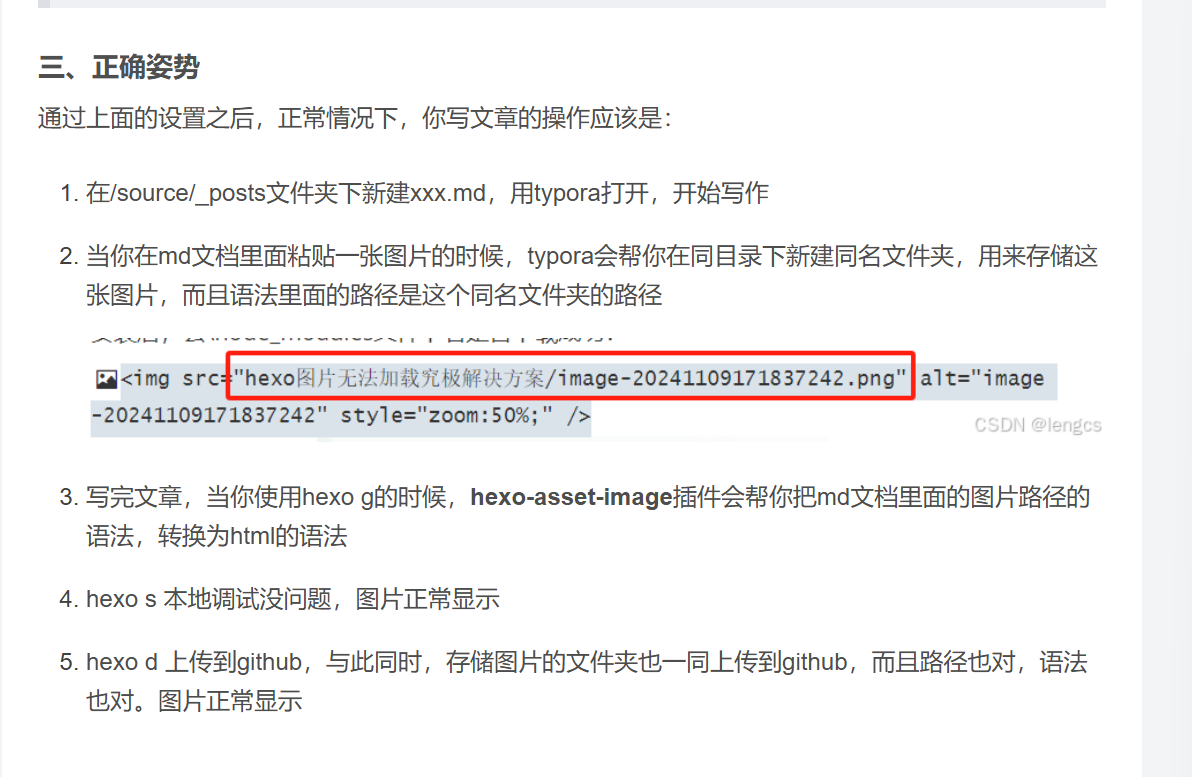 三、正确姿势
通过上面的设置之后，正常情况下，你写文章的操作应该是：
1. 在/source/_posts文件夹下新建xxx.md，用typora打开，开始写作
2. 当你在md文档里面粘贴一张图片的时候，typora会帮你在同目录下新建同名文件夹，用来存储这
张图片，而且语法里面的路径是这个同名文件夹的路径
<img src="hexo图片无法加载究极解决方案/image-20241109171837242.png" alt="image
-20241109171837242" style="zoom:50%;" />
CSDN @lengcs
3. 写完文章，当你使用hexo g的时候，hexo-asset-image插件会帮你把md文档里面的图片路径的
语法，转换为html的语法
4. hexo s 本地调试没问题，图片正常显示
5. hexo d 上传到github，与此同时，存储图片的文件夹也一同上传到github，而且路径也对，语法
也对。图片正常显示